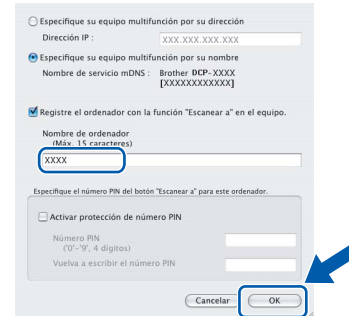 Especifique su equipo multifunción por su dirección
Dirección IP : XXX.XXX.XXX.XXX
Especifique su equipo multifunción por su nombre
Nombre de servicio mDNS : Brother DCP-XXXX
[XXXXXXXXXXXX]
Registre el ordenador con la función "Escanear a" en el equipo.
Nombre de ordenador
(Máx. 15 caracteres)
XXXX
Especifique el número PIN del botón "Escanear a" para este ordenador.
Activar protección de número PIN
Número PIN
('0'-'9', 4 dígitos)
Vuelva a escribir el número PIN
Cancelar OK